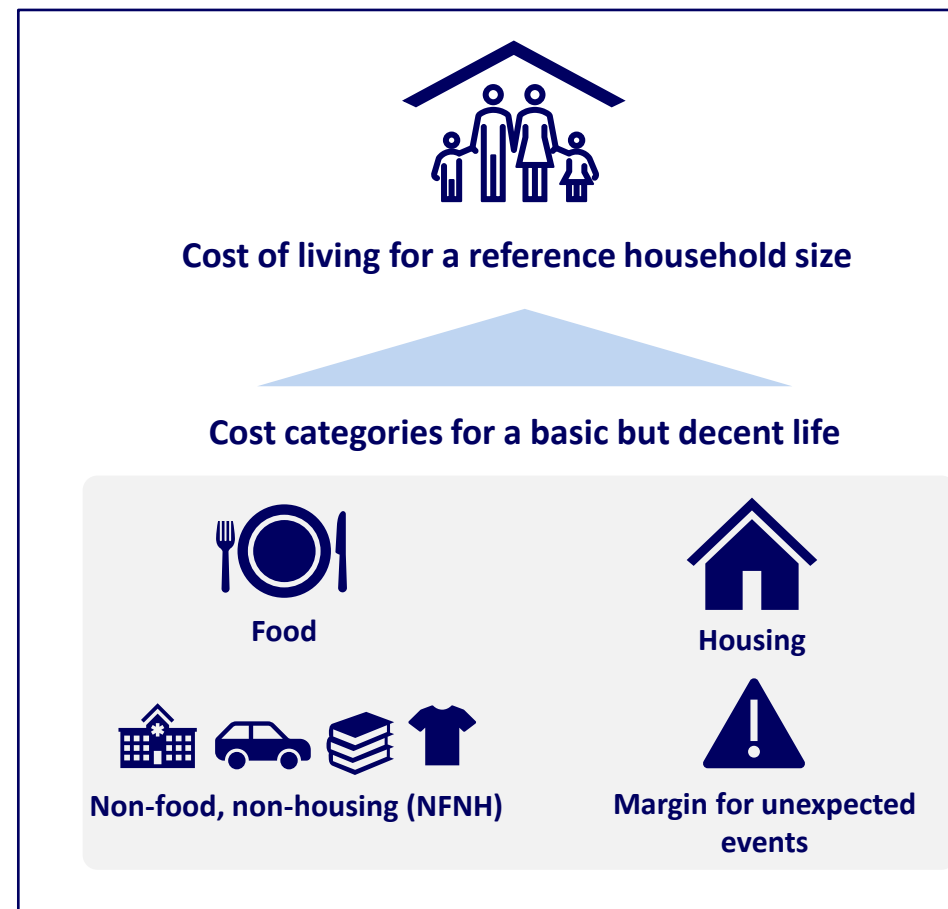 Cost of living for a reference household size
Cost categories for a basic but decent life
Food
Housing
Non-food, non-housing (NFNH)
Margin for unexpected
events